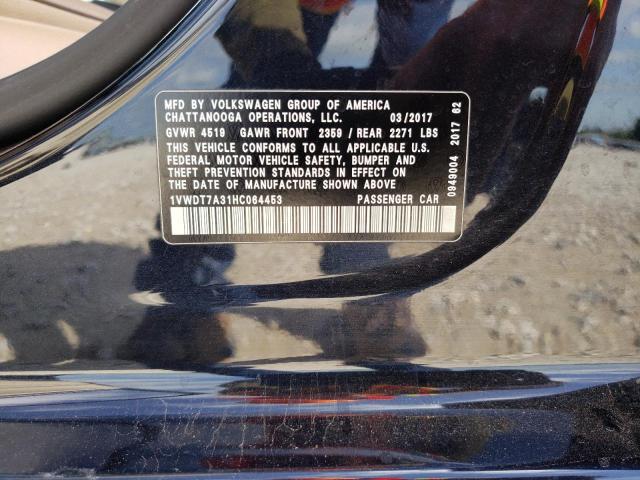 MFD BY VOLKSWAGEN GROUP OF AMERICA
CHATTANOOGA OPERATIONS, LLC. 03/2017
GVWR 4519 GAWR FRONT 2359 / REAR 2271 LBS
THIS VEHICLE CONFORMS TO ALL APPLICABLE U.S.
FEDERAL MOTOR VEHICLE SAFETY, BUMPER AND
THEFT PREVENTION STANDARDS IN EFFECT ON
DATE OF MANUFACTURE SHOWN ABOVE
1VWDT7A31HC064453 PASSENGER CAR
0949004 2017 62